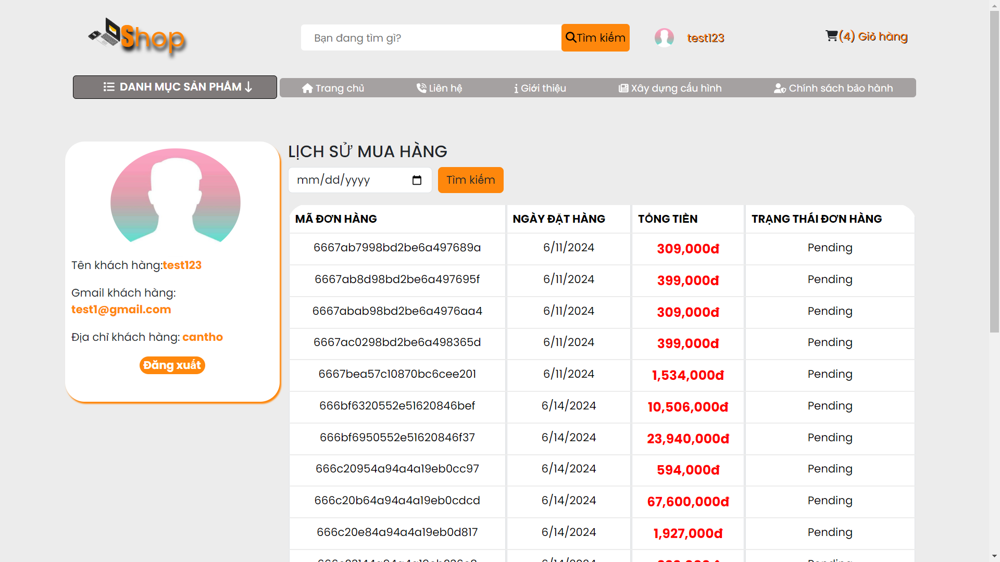 Shop
Bạn đang tìm gì?
Tìm kiếm
test123
(4) Giỏ hàng
DANH MỤC SẢN PHẨM
Trang chủ
Liên hệ
Giới thiệu
Xây dựng cấu hình
Chính sách bảo hành
Tên khách hàng:test123
Gmail khách hàng:
test1@gmail.com
Địa chỉ khách hàng: cantho
Đăng xuất
LỊCH SỬ MUA HÀNG
mm/dd/yyyy
Tìm kiếm
MÃ ĐƠN HÀNG NGÀY ĐẶT HÀNG TỔNG TIỀN TRẠNG THÁI ĐƠN HÀNG
6667ab7998bd2be6a497689a 6/11/2024 309,000đ Pending
6667ab8d98bd2be6a497695f 6/11/2024 399,000đ Pending
6667abab98bd2be6a4976aa4 6/11/2024 309,000đ Pending
6667ac0298bd2be6a498365d 6/11/2024 399,000đ Pending
6667bea57c10870bc6cee201 6/11/2024 1,534,000đ Pending
666bf6320552e51620846bef 6/14/2024 10,506,000đ Pending
666bf6950552e51620846f37 6/14/2024 23,940,000đ Pending
666c20954a94a4a19eb0cc97 6/14/2024 594,000đ Pending
666c20b64a94a4a19eb0cdcd 6/14/2024 67,600,000đ Pending
666c20e84a94a4a19eb0d817 6/14/2024 1,927,000đ Pending